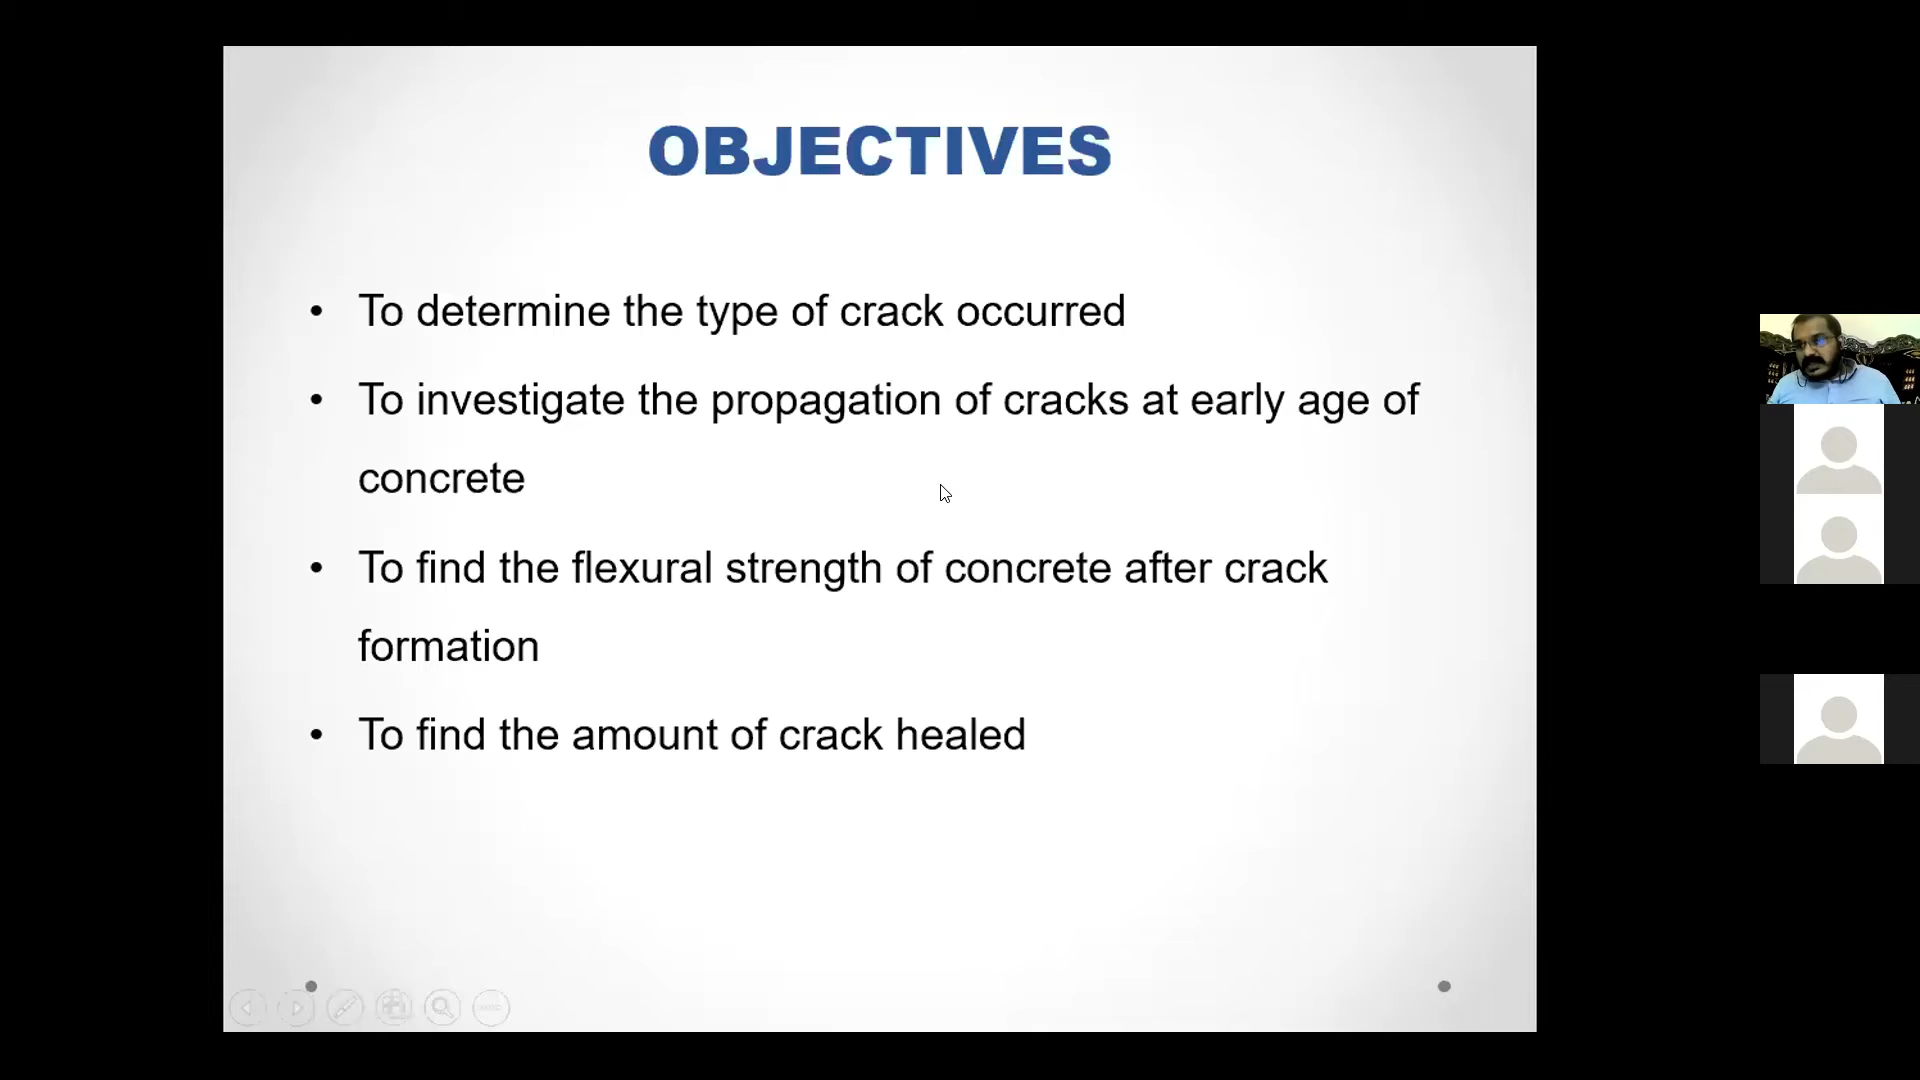 OBJECTIVES
• To determine the type of crack occurred
• To investigate the propagation of cracks at early age of
concrete
• To find the flexural strength of concrete after crack
formation
• To find the amount of crack healed